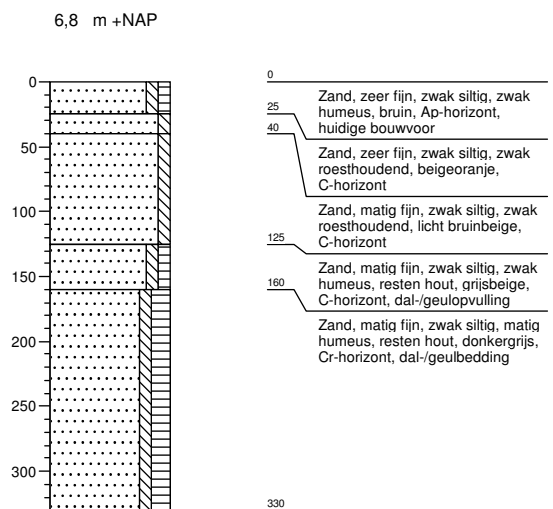 6,8 m +NAP
0
50
100
150
200
250
300
0
Zand, zeer fijn, zwak siltig, zwak
humeus, bruin, Ap-horizont,
huidige bouwvoor
25
40
Zand, zeer fijn, zwak siltig, zwak
roesthoudend, beigeoranje,
C-horizont
Zand, matig fijn, zwak siltig, zwak
roesthoudend, licht bruinbeige,
C-horizont
125
Zand, matig fijn, zwak siltig, zwak
humeus, resten hout, grijsbeige,
C-horizont, dal-/geulopvulling
160
Zand, matig fijn, zwak siltig, matig
humeus, resten hout, donkergrijs,
Cr-horizont, dal-/geulbedding
330